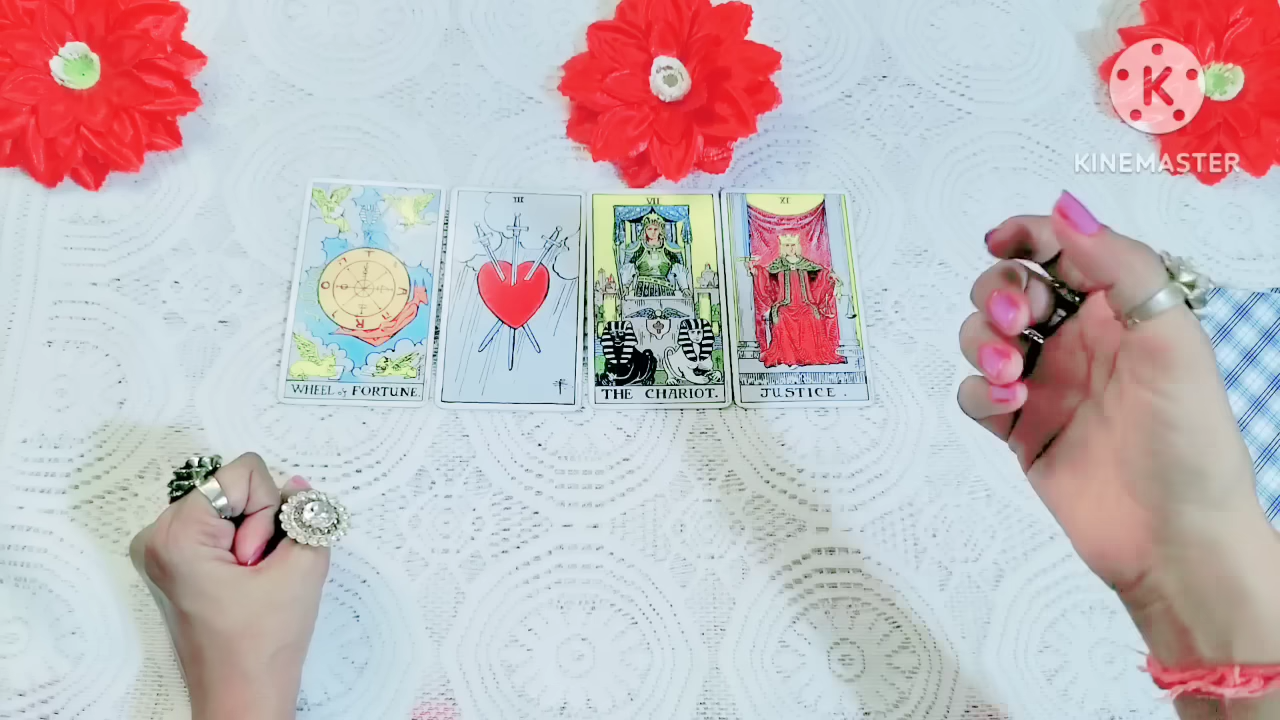 K
KINEMASTER
III
VII
XI
WHEEL of FORTUNE.
THE CHARIOT.
JUSTICE.